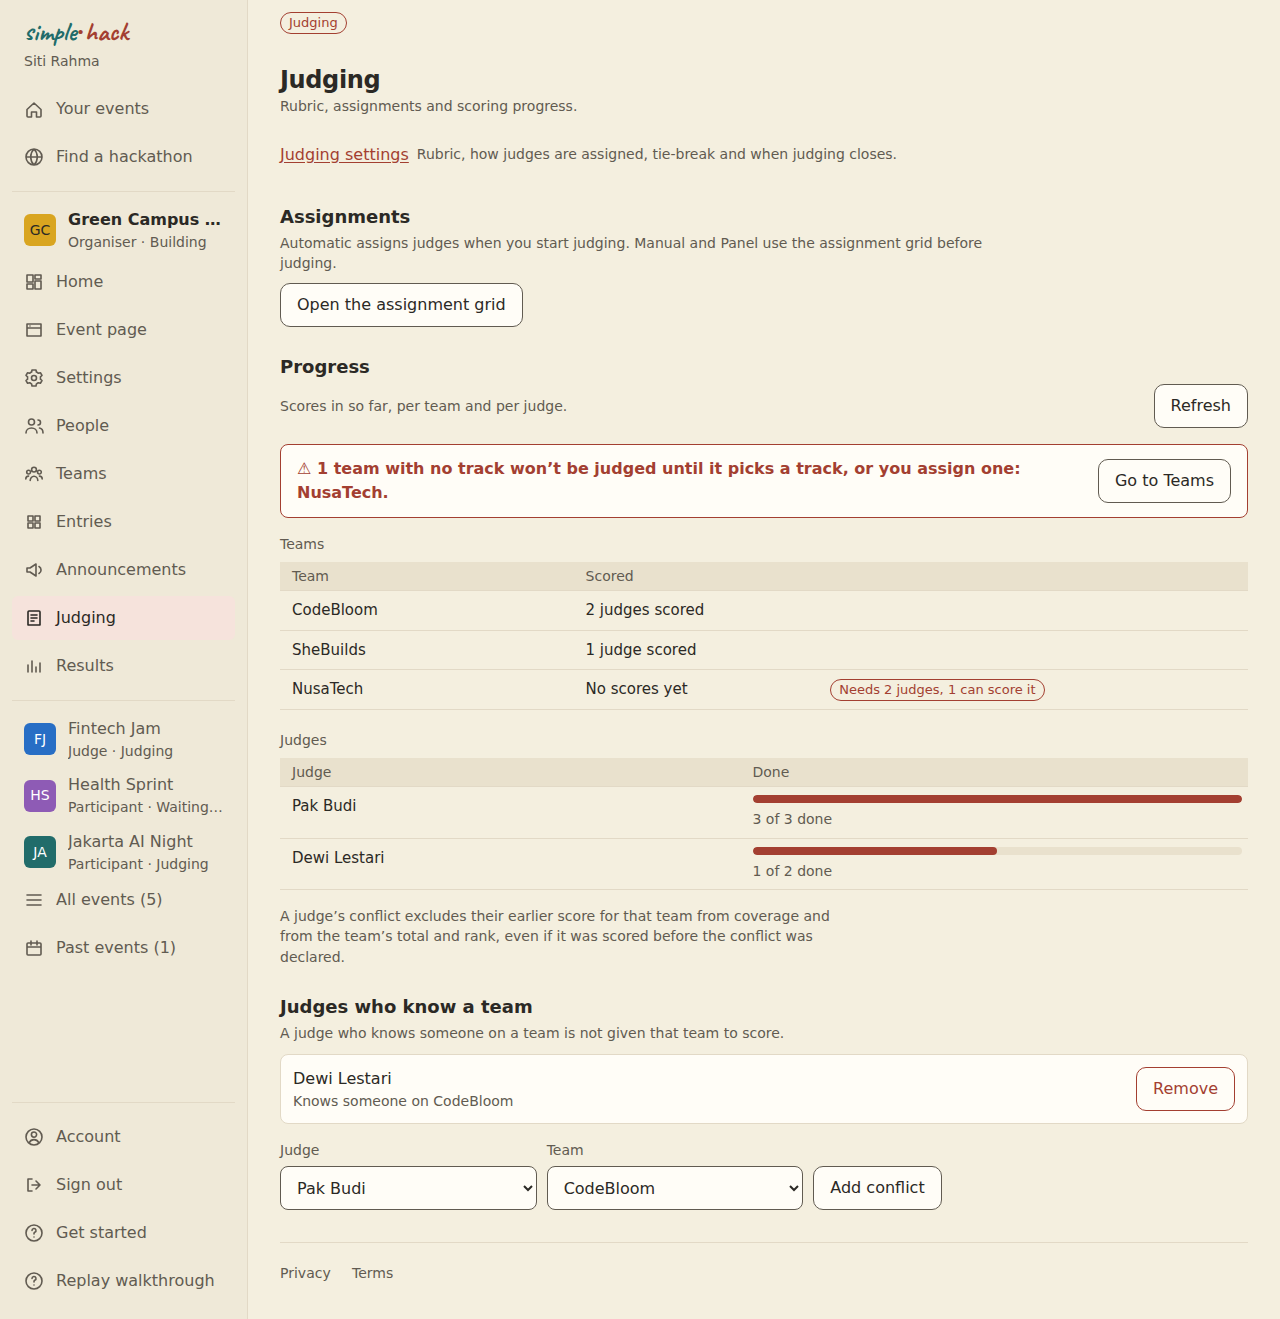 simple·hack
Siti Rahma
Your events
Find a hackathon
GC
Green Campus …
Organiser · Building
Home
Event page
Settings
People
Teams
Entries
Announcements
Judging
Results
FJ
Fintech Jam
Judge · Judging
HS
Health Sprint
Participant · Waiting…
JA
Jakarta AI Night
Participant · Judging
All events (5)
Past events (1)
Account
Sign out
Get started
Replay walkthrough
Judging
Judging
Rubric, assignments and scoring progress.
Judging settings Rubric, how judges are assigned, tie-break and when judging closes.
Assignments
Automatic assigns judges when you start judging. Manual and Panel use the assignment grid before
judging.
Open the assignment grid
Progress
Scores in so far, per team and per judge.
Refresh
⚠ 1 team with no track won’t be judged until it picks a track, or you assign one:
NusaTech.
Go to Teams
Teams
Team Scored
CodeBloom 2 judges scored
SheBuilds 1 judge scored
NusaTech No scores yet Needs 2 judges, 1 can score it
Judges
Judge Done
Pak Budi
3 of 3 done
Dewi Lestari
1 of 2 done
A judge’s conflict excludes their earlier score for that team from coverage and
from the team’s total and rank, even if it was scored before the conflict was
declared.
Judges who know a team
A judge who knows someone on a team is not given that team to score.
Dewi Lestari
Knows someone on CodeBloom
Remove
Judge Team
Pak Budi CodeBloom Add conflict
Privacy Terms